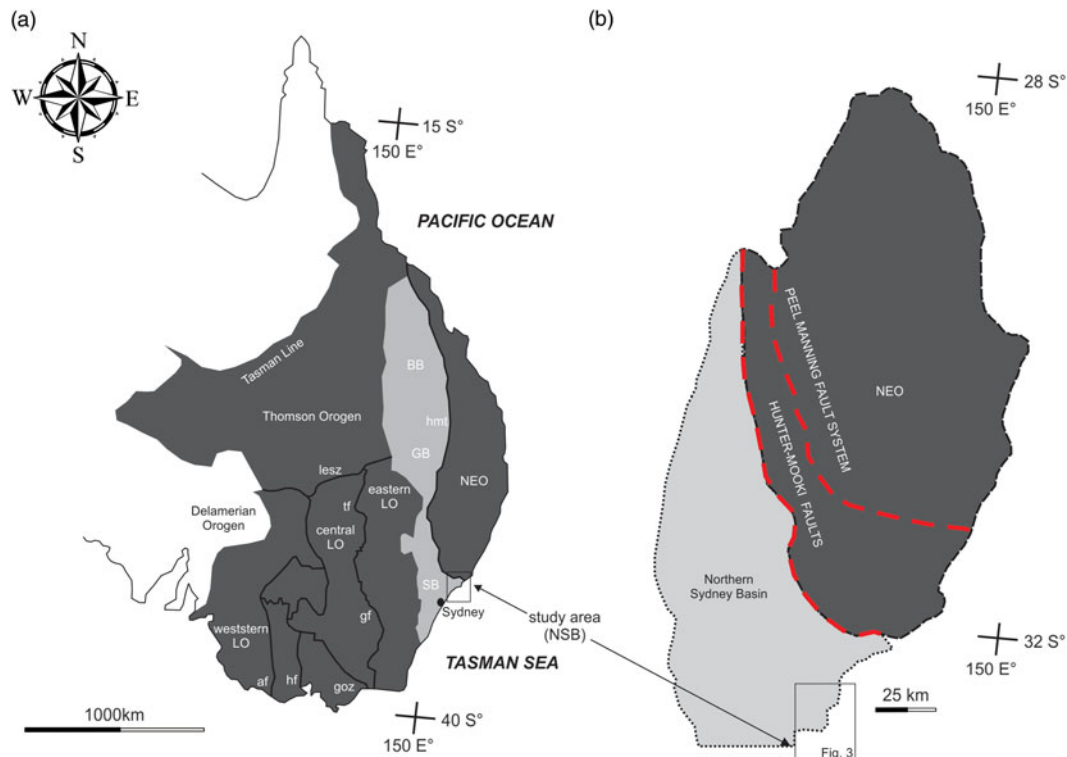 (a)
N
W
E
S
15 S°
150 E°
PACIFIC OCEAN
Tasman Line
BB
Thomson Orogen
hmt
GB
lesz
NEO
eastern
LO
tf
Delamerian
Orogen
central
LO
SB
Sydney
study area
(NSB)
gf
weststern
LO
TASMAN SEA
af
hf
goz
1000km
40 S°
150 E°
(b)
28 S°
150 E°
PEEL MANNING FAULT SYSTEM
NEO
HUNTER-MOOKI FAULTS
Northern
Sydney Basin
32 S°
150 E°
25 km
Fig. 3